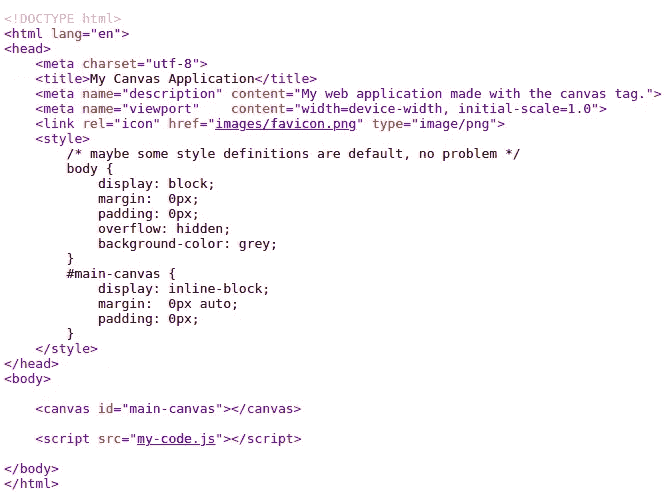 <!DOCTYPE html>
<html lang="en">
<head>
    <meta charset="utf-8">
    <title>My Canvas Application</title>
    <meta name="description" content="My web application made with the canvas tag.">
    <meta name="viewport"    content="width=device-width, initial-scale=1.0">
    <link rel="icon" href="images/favicon.png" type="image/png">
    <style>
        /* maybe some style definitions are default, no problem */
        body {
            display: block;
            margin:  0px;
            padding: 0px;
            overflow: hidden;
            background-color: grey;
        }
        #main-canvas {
            display: inline-block;
            margin:  0px auto;
            padding: 0px;
        }
    </style>
</head>
<body>

    <canvas id="main-canvas"></canvas>

    <script src="my-code.js"></script>

</body>
</html>